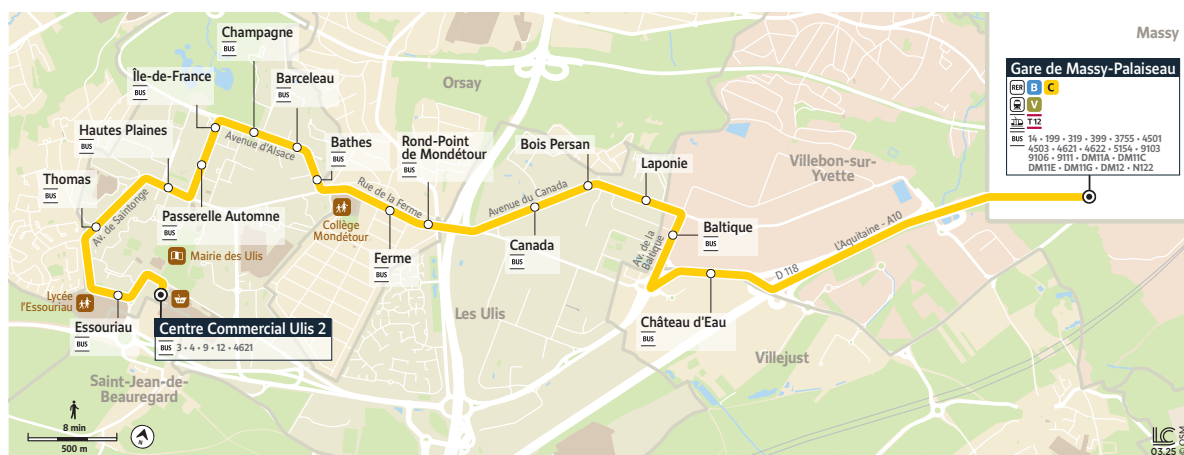 Champagne
BUS
Île-de-France
BUS
Barceleau
BUS
Hautes Plaines
BUS
Bathes
BUS
Thomas
BUS
Rond-Point
de Mondétour
BUS
Bois Persan
BUS
Laponie
BUS
Orsay
Massy
Gare de Massy-Palaiseau
RER B C
V
T 12
BUS 14 • 199 • 319 • 399 • 3755 • 4501
4503 • 4621 • 4622 • 5154 • 9103
9106 • 9111 • DM11A • DM11C
DM11E • DM11G • DM12 • N122
Villebon-sur-
Yvette
Avenue d'Alsace
Rue de la Ferme
Avenue du Canada
Av. de Saintonge
Passerelle Automne
BUS
Collège
Mondétour
Mairie des Ulis
Ferme
BUS
Canada
BUS
Baltique
BUS
Av. de la
Baltique
L'Aquitaine - A10
D 118
Lycée
l'Essouriau
Essouriau
BUS
Centre Commercial Ulis 2
BUS 3 • 4 • 9 • 12 • 4621
Les Ulis
Château d'Eau
BUS
Villejust
Saint-Jean-de-
Beauregard
8 min
500 m
N
LC
03.25
© OSM